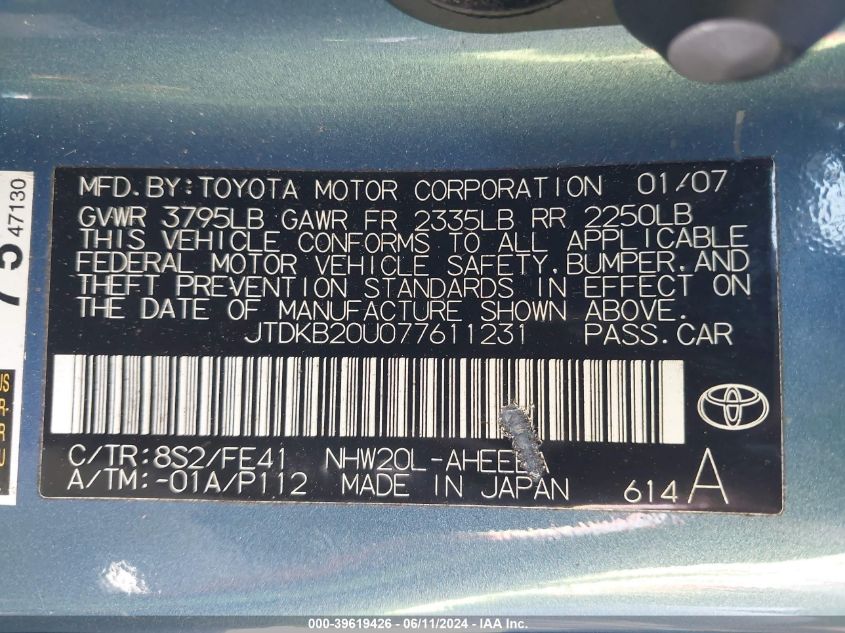 MFD. BY: TOYOTA MOTOR CORPORATION 01/07
GVWR 3795LB GAWR FR 2335LB RR 2250LB
THIS VEHICLE CONFORMS TO ALL APPLICABLE
FEDERAL MOTOR VEHICLE SAFETY, BUMPER, AND
THEFT PREVENTION STANDARDS IN EFFECT ON
THE DATE OF MANUFACTURE SHOWN ABOVE.
JTDKB20U077611231 PASS. CAR
C/TR: 8S2/FE41
A/TM: -01A/P112 MADE IN JAPAN
614 A
47130
000-39619426 - 06/11/2024 - IAA Inc.